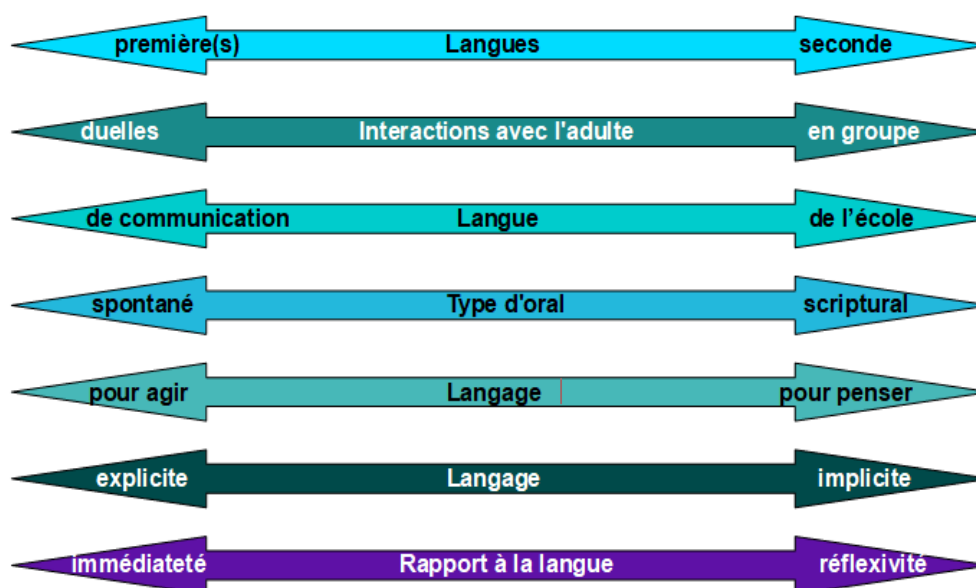 première(s) Langues seconde
duelles Interactions avec l'adulte en groupe
de communication Langue de l’école
spontané Type d'oral scriptural
pour agir Langage pour penser
explicite Langage implicite
immédiateté Rapport à la langue réflexivité